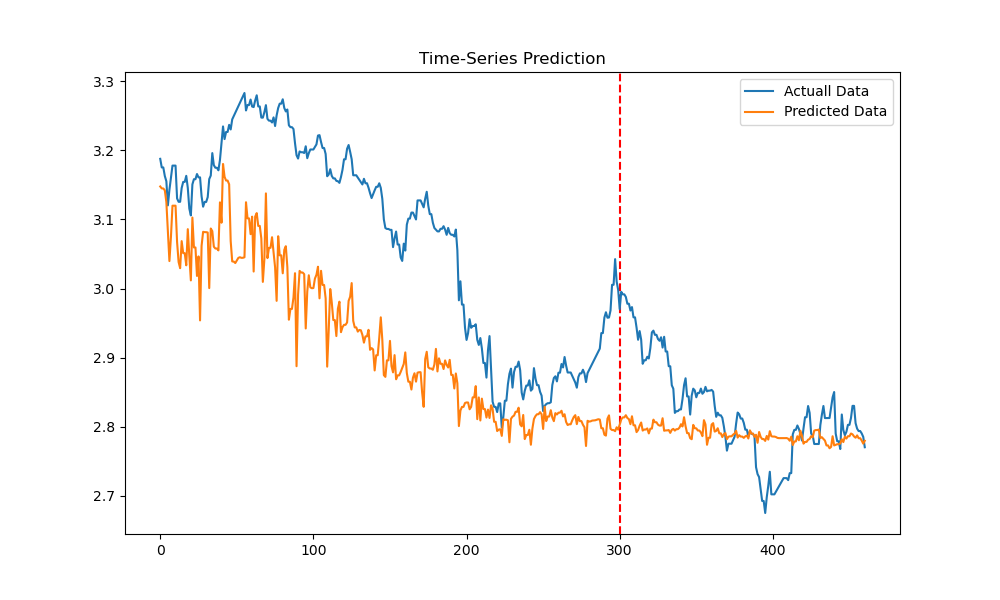 Time-Series Prediction
Actuall Data
Predicted Data
3.3
3.2
3.1
3.0
2.9
2.8
2.7
0 100 200 300 400